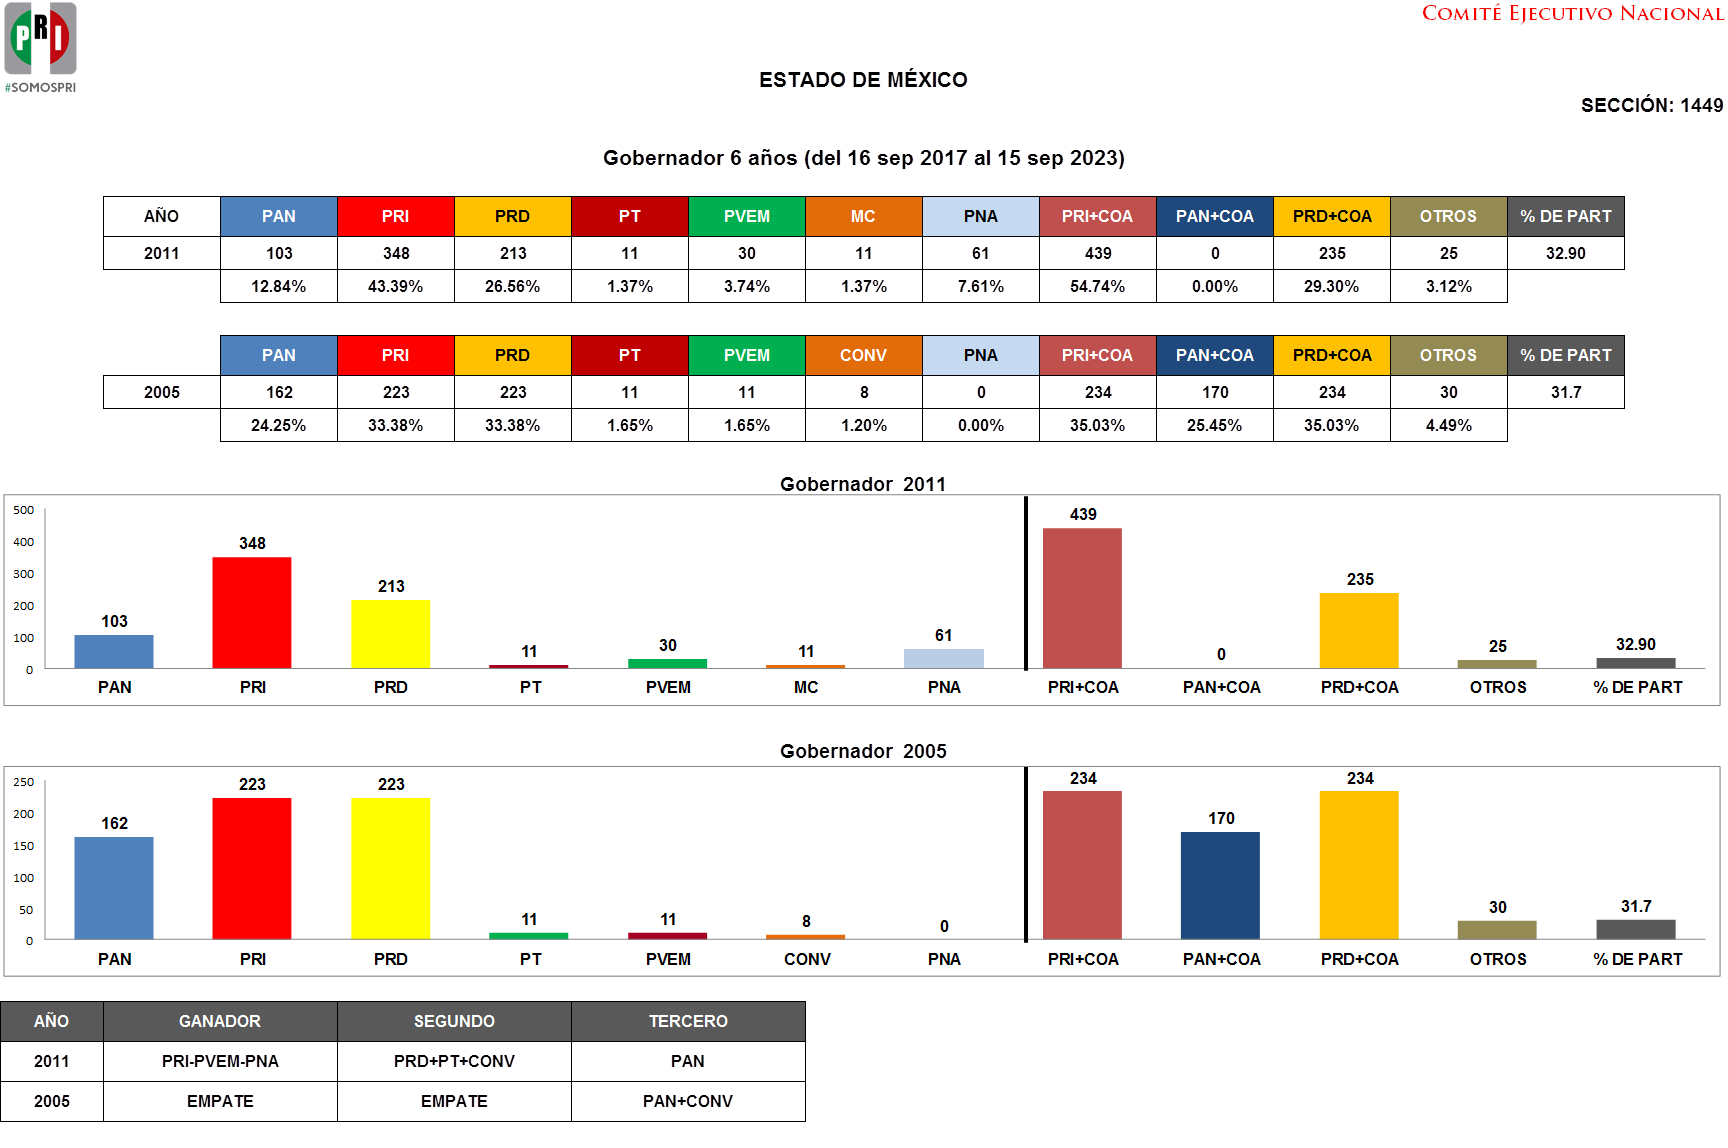 PRI
#SOMOSPRI
COMITÉ EJECUTIVO NACIONAL
ESTADO DE MÉXICO
SECCIÓN: 1449
Gobernador 6 años (del 16 sep 2017 al 15 sep 2023)
AÑO PAN PRI PRD PT PVEM MC PNA PRI+COA PAN+COA PRD+COA OTROS % DE PART
2011 103 348 213 11 30 11 61 439 0 235 25 32.90
12.84% 43.39% 26.56% 1.37% 3.74% 1.37% 7.61% 54.74% 0.00% 29.30% 3.12%
PAN PRI PRD PT PVEM CONV PNA PRI+COA PAN+COA PRD+COA OTROS % DE PART
2005 162 223 223 11 11 8 0 234 170 234 30 31.7
24.25% 33.38% 33.38% 1.65% 1.65% 1.20% 0.00% 35.03% 25.45% 35.03% 4.49%
Gobernador 2011
500
400
300
200
100
0
103 348 213 11 30 11 61 439 0 235 25 32.90
PAN PRI PRD PT PVEM MC PNA PRI+COA PAN+COA PRD+COA OTROS % DE PART
Gobernador 2005
250
200
150
100
50
0
162 223 223 11 11 8 0 234 170 234 30 31.7
PAN PRI PRD PT PVEM CONV PNA PRI+COA PAN+COA PRD+COA OTROS % DE PART
AÑO GANADOR SEGUNDO TERCERO
2011 PRI-PVEM-PNA PRD+PT+CONV PAN
2005 EMPATE EMPATE PAN+CONV